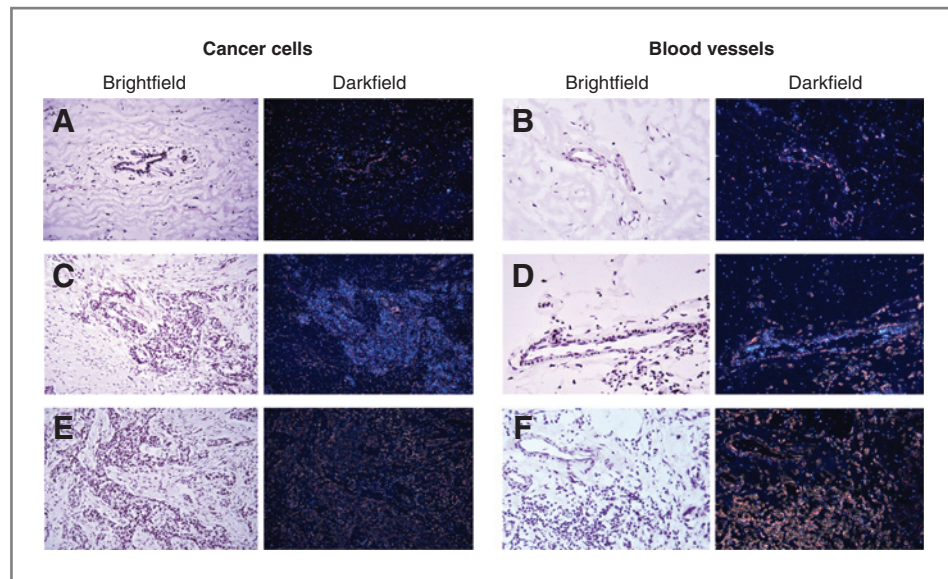 Cancer cells Blood vessels
Brightfield Darkfield Brightfield Darkfield
A B
C D
E F